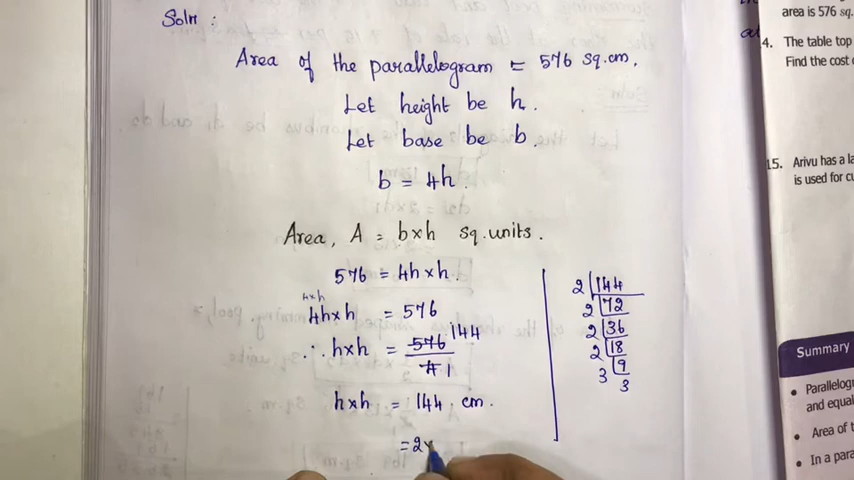 Soln :
Area of the parallelogram = 576 sq.cm.
Let height be h.
Let base be b.
b = 4h.
Area, A = b×h sq.units.
576 = 4h×h.
4×h
4h×h = 576
144
∴ h×h = 576/4 1
h×h = 144 cm.
= 2×
2 144
2 72
2 36
2 18
3 9
3
area is 576 sq.
4. The table top
Find the cost
15. Arivu has a la
is used for cu
Summary
• Parallelogr
and equal
• Area of t
• In a para